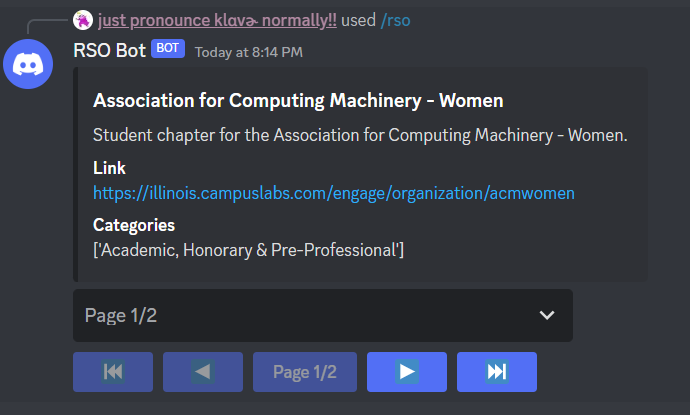 just pronounce klɑvɚ normally!! used /rso
RSO Bot BOT Today at 8:14 PM
Association for Computing Machinery - Women
Student chapter for the Association for Computing Machinery - Women.
Link
https://illinois.campuslabs.com/engage/organization/acmwomen
Categories
['Academic, Honorary & Pre-Professional']
Page 1/2
Page 1/2